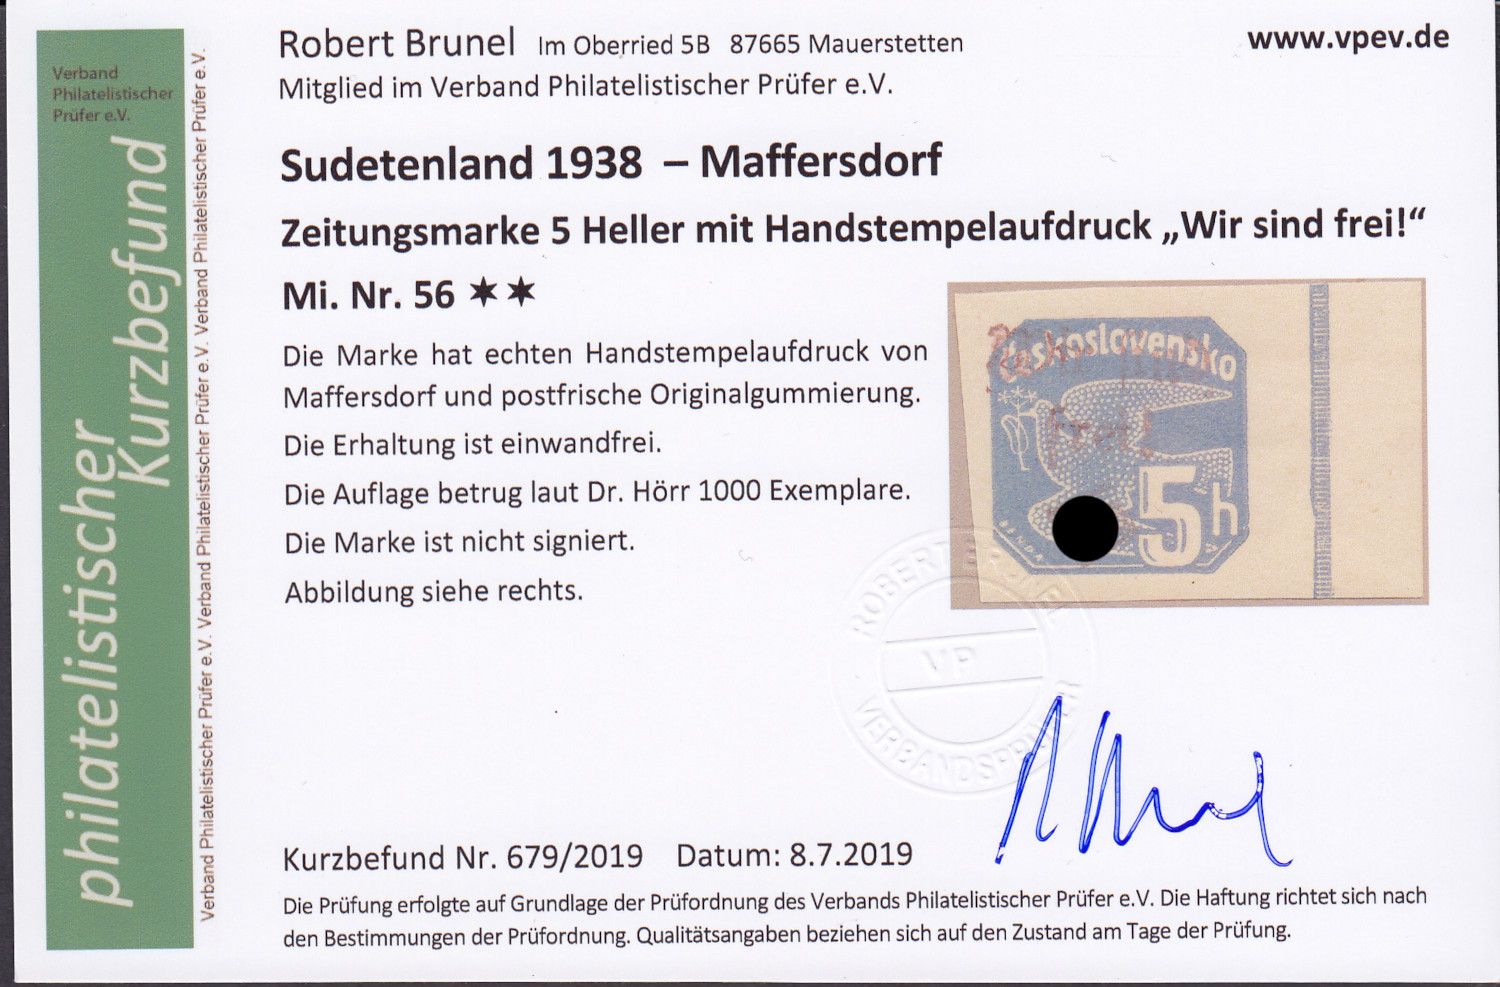 Verband
Philatelistischer
Prüfer e.V.
philatelistischer
Kurzbefund
Verband Philatelistischer Prüfer e.V. Verband Philatelistischer Prüfer e.V. Verband Philatelistischer Prüfer e.V.
Robert Brunel Im Oberried 5B 87665 Mauerstetten
www.vpev.de
Mitglied im Verband Philatelistischer Prüfer e.V.
Sudetenland 1938 – Maffersdorf
Zeitungsmarke 5 Heller mit Handstempelaufdruck „Wir sind frei!“
Mi. Nr. 56 ✶✶
Die Marke hat echten Handstempelaufdruck von
Maffersdorf und postfrische Originalgummierung.
Die Erhaltung ist einwandfrei.
Die Auflage betrug laut Dr. Hörr 1000 Exemplare.
Die Marke ist nicht signiert.
Abbildung siehe rechts.
Československo
frei!
5h
ROBERT BRUNEL
VP
VERBANDSPRÜFER
Kurzbefund Nr. 679/2019 Datum: 8.7.2019
Die Prüfung erfolgte auf Grundlage der Prüfordnung des Verbands Philatelistischer Prüfer e.V. Die Haftung richtet sich nach
den Bestimmungen der Prüfordnung. Qualitätsangaben beziehen sich auf den Zustand am Tage der Prüfung.